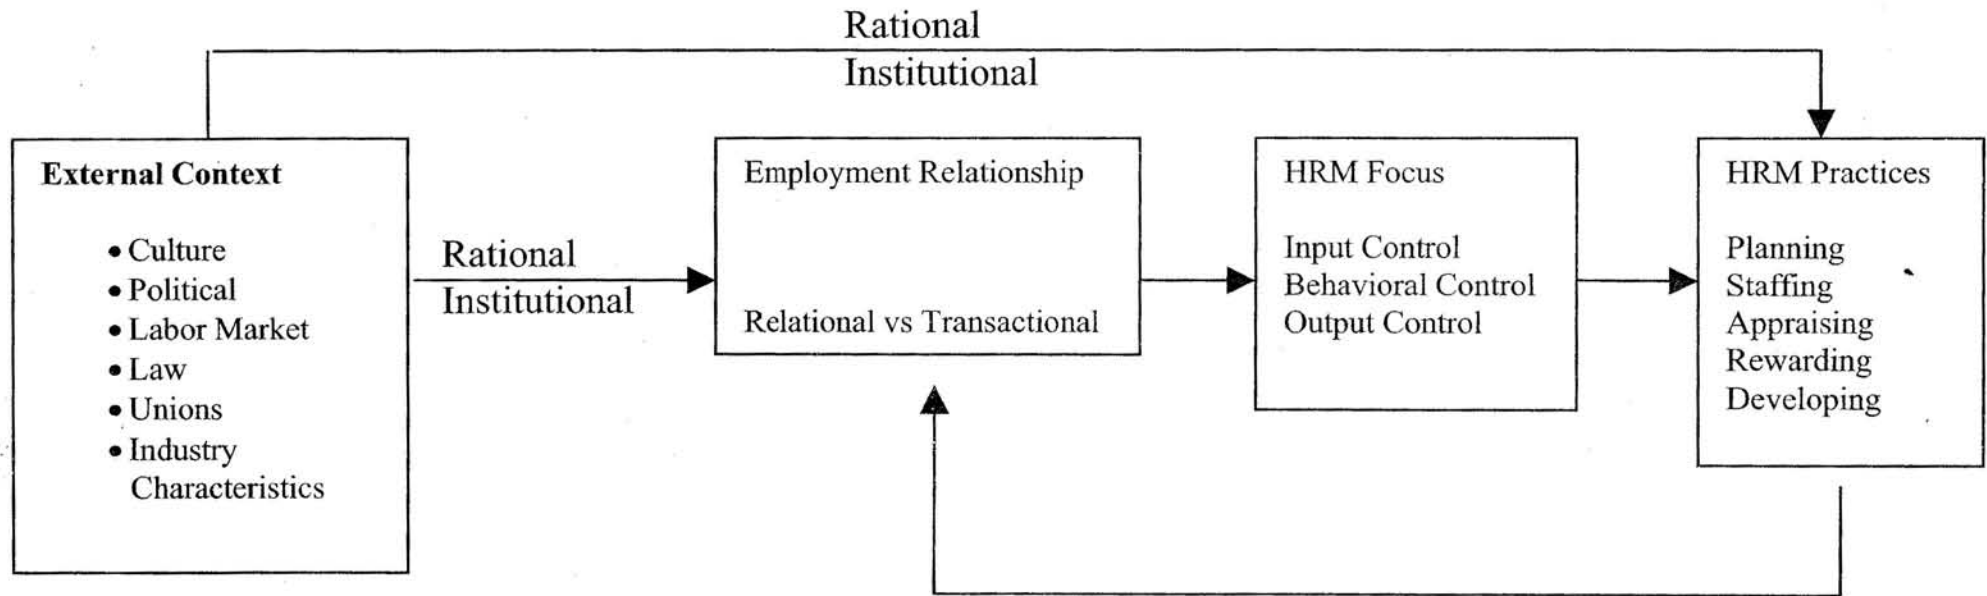 Rational
Institutional
External Context
• Culture
• Political
• Labor Market
• Law
• Unions
• Industry
Characteristics
Rational
Institutional
Employment Relationship
Relational vs Transactional
HRM Focus
Input Control
Behavioral Control
Output Control
HRM Practices
Planning
Staffing
Appraising
Rewarding
Developing